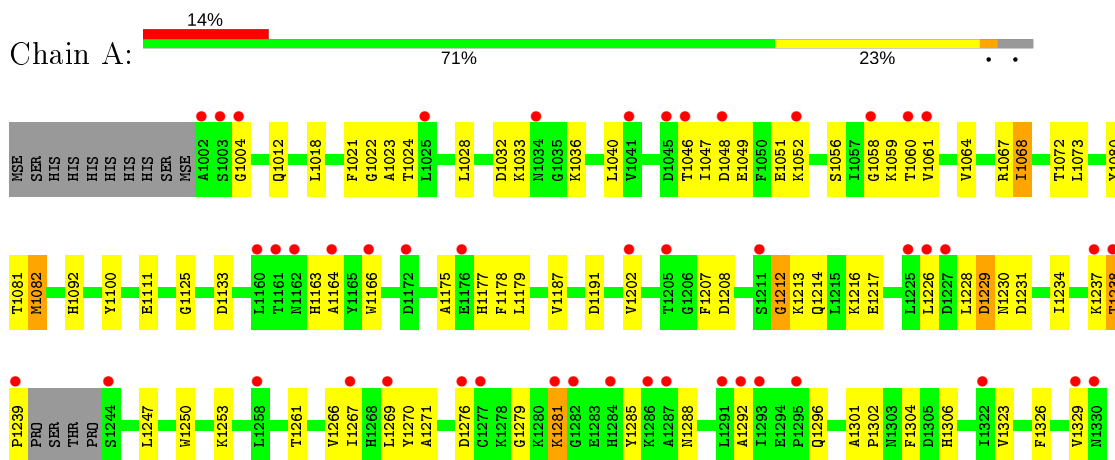 14%
Chain A:
71%
23%
MSE SER HIS HIS HIS HIS HIS HIS SER MSE A1002 S1003 G1004 Q1012 L1018 F1021 G1022 A1023 T1024 L1025 L1028 D1032 K1033 N1034 G1035 K1036 L1040 V1041 D1045 T1046 I1047 D1048 E1049 F1050 E1051 K1052 S1056 I1057 G1058 K1059 T1060 V1061 V1064 R1067 I1068 T1072 L1073
T1081 M1082 H1092 Y1100 E1111 G1125 D1133 L1160 T1161 N1162 H1163 A1164 Y1165 W1166 D1172 A1175 E1176 H1177 F1178 L1179 V1187 D1191 V1202 T1205 G1206 F1207 D1208 S1211 G1212 K1213 Q1214 L1215 K1216 E1217 L1225 L1226 D1227 L1228 D1229 N1230 D1231 I1234 K1237 T1238
P1239 PRO SER THR PRO S1244 L1247 W1250 K1253 L1258 T1261 V1266 I1267 H1268 L1269 Y1270 A1271 D1276 C1277 K1278 G1279 K1280 K1281 G1282 E1283 H1284 Y1285 K1286 A1287 N1288 L1291 A1292 I1293 E1294 P1295 Q1296 A1301 P1302 N1303 F1304 D1305 H1306 I1322 V1323 F1326 V1329 N1330